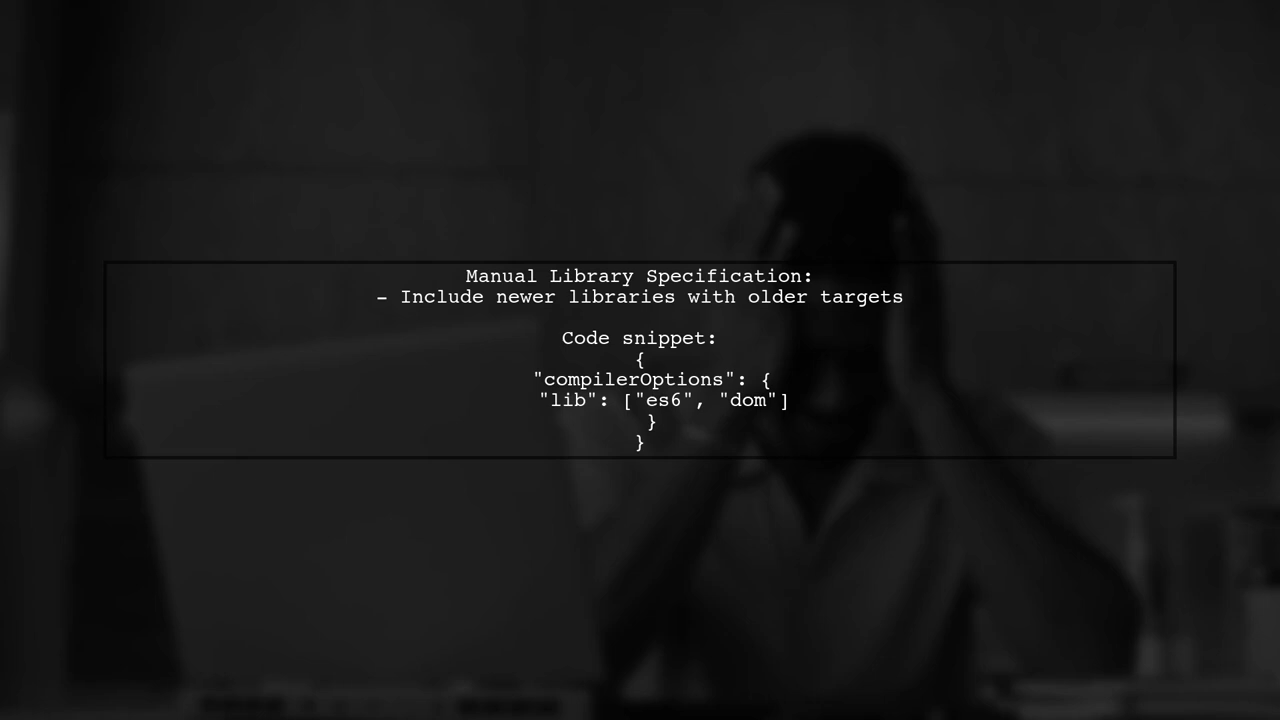 Manual Library Specification:
- Include newer libraries with older targets
Code snippet:
{
"compilerOptions": {
"lib": ["es6", "dom"]
}
}